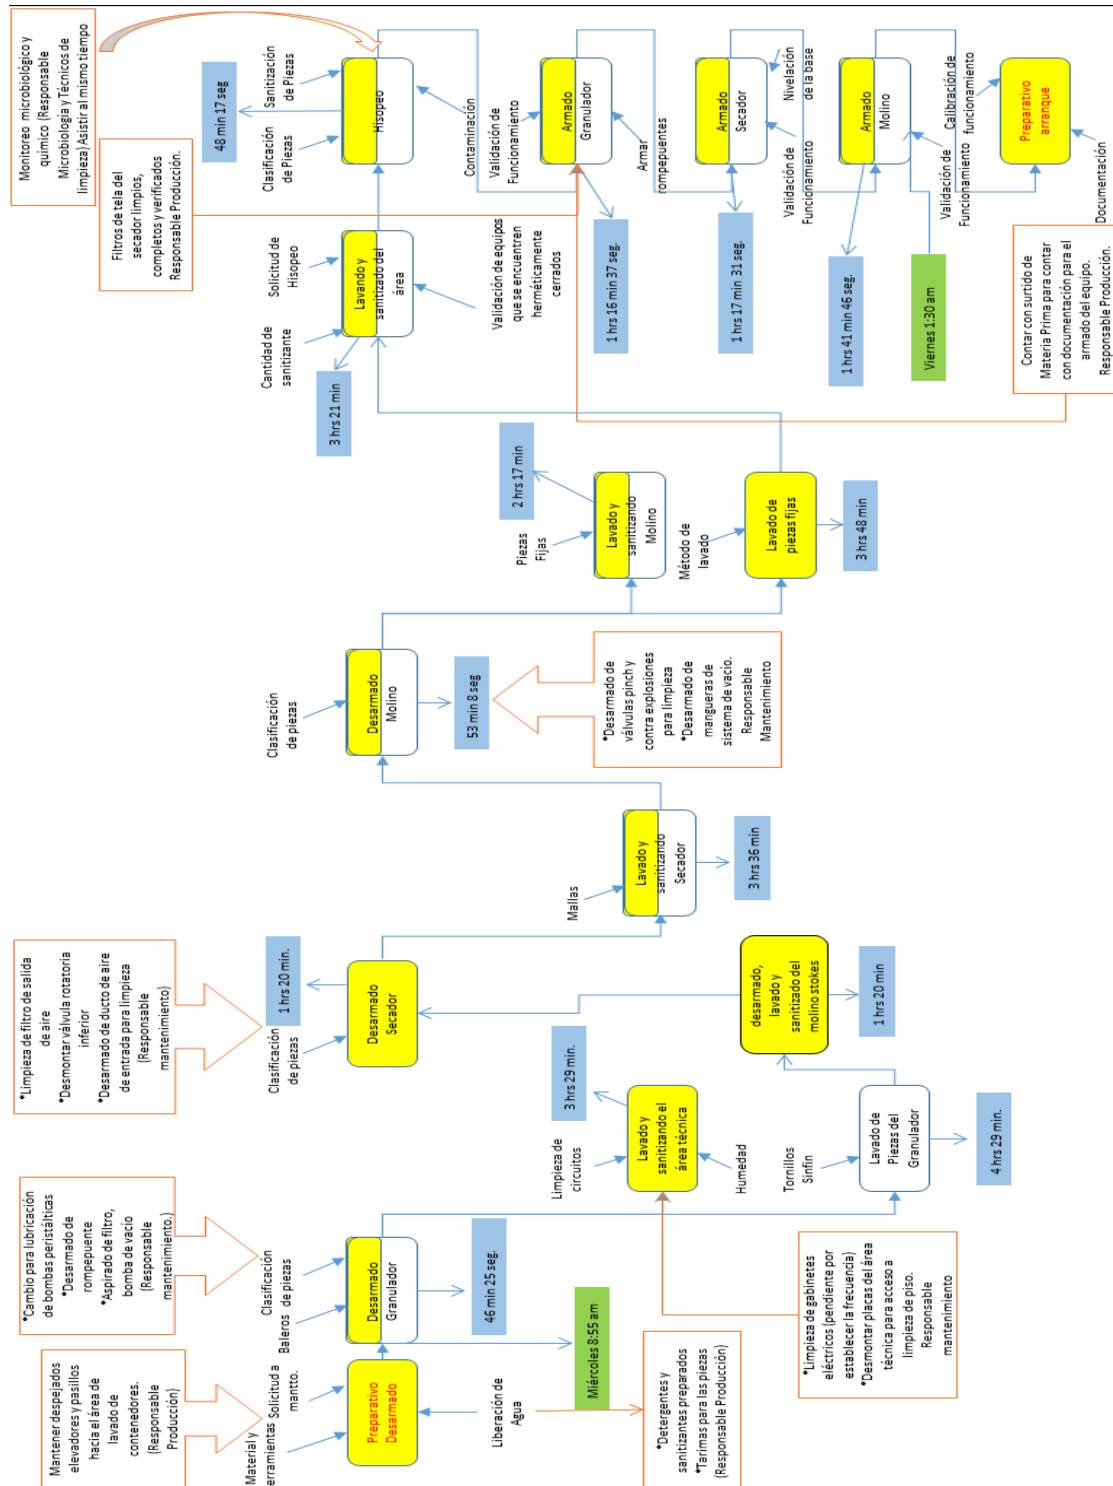 Mantener despejados
elevadores y pasillos
hacia el área de
lavado de
contenedores.
(Responsable
Producción)
*Cambio para lubricación
de bombas peristálticas
*Desarmado de
rompepuente
*Aspirado de filtro,
bomba de vacío
(Responsable
mantenimiento.)
*Limpieza de filtro de salida
de aire
*Desmontar válvula rotatoria
inferior
*Desarmado de ducto de aire
de entrada para limpieza
(Responsable
mantenimiento)
Material y
erramientas
Solicitud a
mantto.
Preparativo
Desarmado
Liberación de
Agua
*Detergentes y
sanitizantes preparados
*Tarimas para las piezas
(Responsable Producción)
Miércoles 8:55 am
Baleros
Clasificación
de piezas
Desarmado
Granulador
46 min 25 seg.
Limpieza de
circuitos
3 hrs 29 min.
Lavado y
sanitizando el
área técnica
Humedad
Tornillos
Sinfin
Lavado de
Piezas del
Granulador
4 hrs 29 min.
*Limpieza de gabinetes
eléctricos (pendiente por
establecer la frecuencia)
*Desmontar placas del área
técnica para acceso a
limpieza de piso.
Responsable
mantenimiento
Clasificación
de piezas
1 hrs 20 min.
Desarmado
Secador
desarmado,
lavado y
sanitizado del
molino stokes
1 hrs 20 min
Mallas
Lavado y
sanitizando
Secador
3 hrs 36 min
Clasificación
de piezas
Desarmado
Molino
53 min 8 seg
*Desarmado de
válvulas pinch y
contra explosiones
para limpieza
*Desarmado de
mangueras de
sistema de vacío.
Responsable
Mantenimiento
Piezas
Fijas
2 hrs 17 min
Lavado y
sanitizando
Molino
Método de
lavado
Lavado de
piezas fijas
3 hrs 48 min
Cantidad de
sanitizante
Solicitud de
Hisopeo
3 hrs 21 min
Lavando y
sanitizado del
área
Validación de equipos
que se encuentren
herméticamente
cerrados
Monitoreo microbiológico y
químico (Responsable
Microbiología y Técnicos de
limpieza) Asistir al mismo tiempo
Filtros de tela del
secador limpios,
completos y verificados
Responsable Producción.
48 min 17 seg
Clasificación
de Piezas
Sanitización
de Piezas
Hisopeo
Contaminación
Validación de
Funcionamiento
Armado
Granulador
Armar
rompepuentes
1 hrs 16 min 37 seg.
Armado
Secador
Nivelación
de la base
Validación de
Funcionamiento
1 hrs 17 min 31 seg.
Armado
Molino
1 hrs 41 min 46 seg.
Validación de
Funcionamiento
Calibración de
funcionamiento
Viernes 1:30 am
Preparativo
arranque
Documentación
Contar con surtido de
Materia Prima para contar
con documentación para el
armado del equipo.
Responsable Producción.